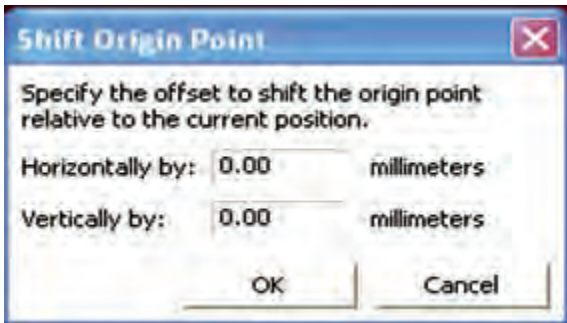 Shift Origin Point
Specify the offset to shift the origin point
relative to the current position.
Horizontally by: 0.00 millimeters
Vertically by: 0.00 millimeters
OK Cancel